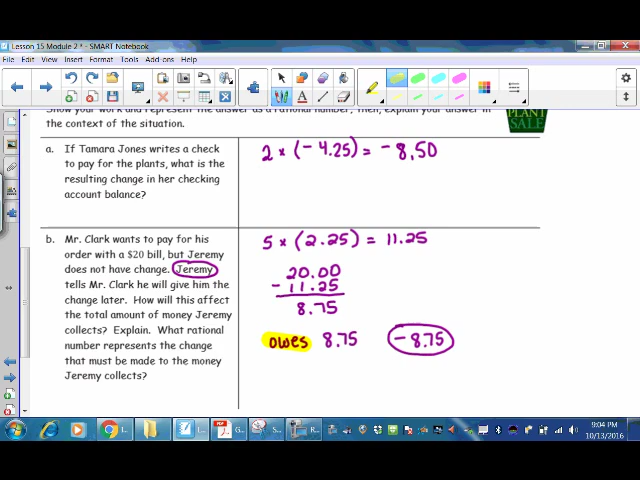 Lesson 15 Module 2 * - SMART Notebook
File Edit View Insert Format Tools Add-ons Help
Show your work and represent the answer as a rational number; then, explain your answer in
the context of the situation.
PLANT
SALE
a. If Tamara Jones writes a check
to pay for the plants, what is the
resulting change in her checking
account balance?
2 × (-4.25) = -8.50
b. Mr. Clark wants to pay for his
order with a $20 bill, but Jeremy
does not have change. Jeremy
tells Mr. Clark he will give him the
change later. How will this affect
the total amount of money Jeremy
collects? Explain. What rational
number represents the change
that must be made to the money
Jeremy collects?
5 × (2.25) = 11.25
20.00
- 11.25
8.75
owes 8.75 -8.75
9:04 PM
10/13/2016